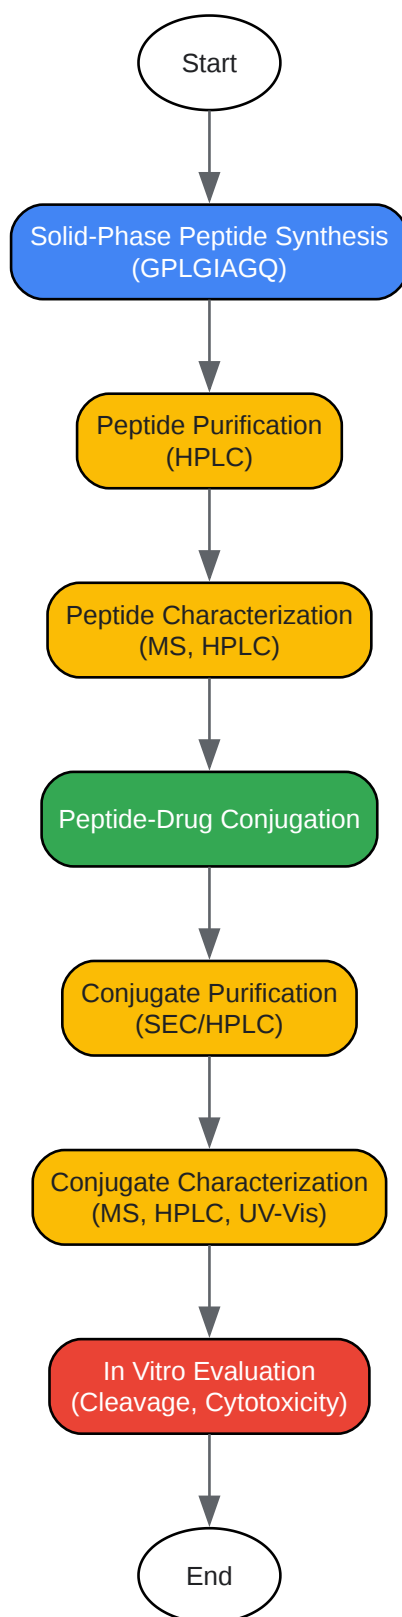 Start
Solid-Phase Peptide Synthesis
(GPLGIAGQ)
Peptide Purification
(HPLC)
Peptide Characterization
(MS, HPLC)
Peptide-Drug Conjugation
Conjugate Purification
(SEC/HPLC)
Conjugate Characterization
(MS, HPLC, UV-Vis)
In Vitro Evaluation
(Cleavage, Cytotoxicity)
End